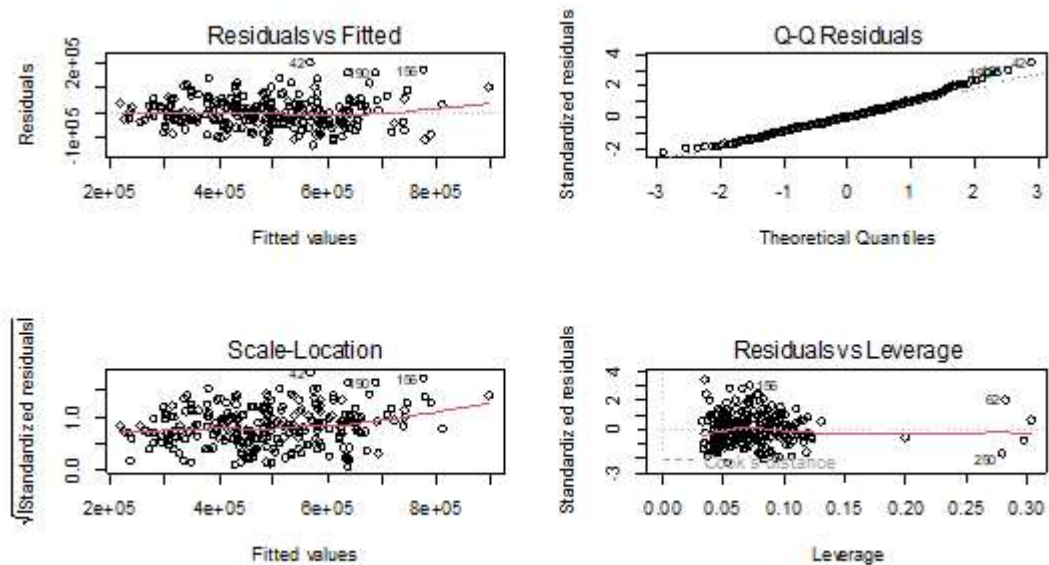 Residuals vs Fitted
Residuals
2e+05
-1e+05
42
190
156
2e+05 4e+05 6e+05 8e+05
Fitted values
Q-Q Residuals
Standardized residuals
4
2
0
-2
42
-3 -2 -1 0 1 2 3
Theoretical Quantiles
Scale-Location
√|Standardized residuals|
1.0
0.0
42
190
156
2e+05 4e+05 6e+05 8e+05
Fitted values
Residuals vs Leverage
Standardized residuals
4
2
0
-3
156
62
Cook's distance
0.00 0.05 0.10 0.15 0.20 0.25 0.30
Leverage